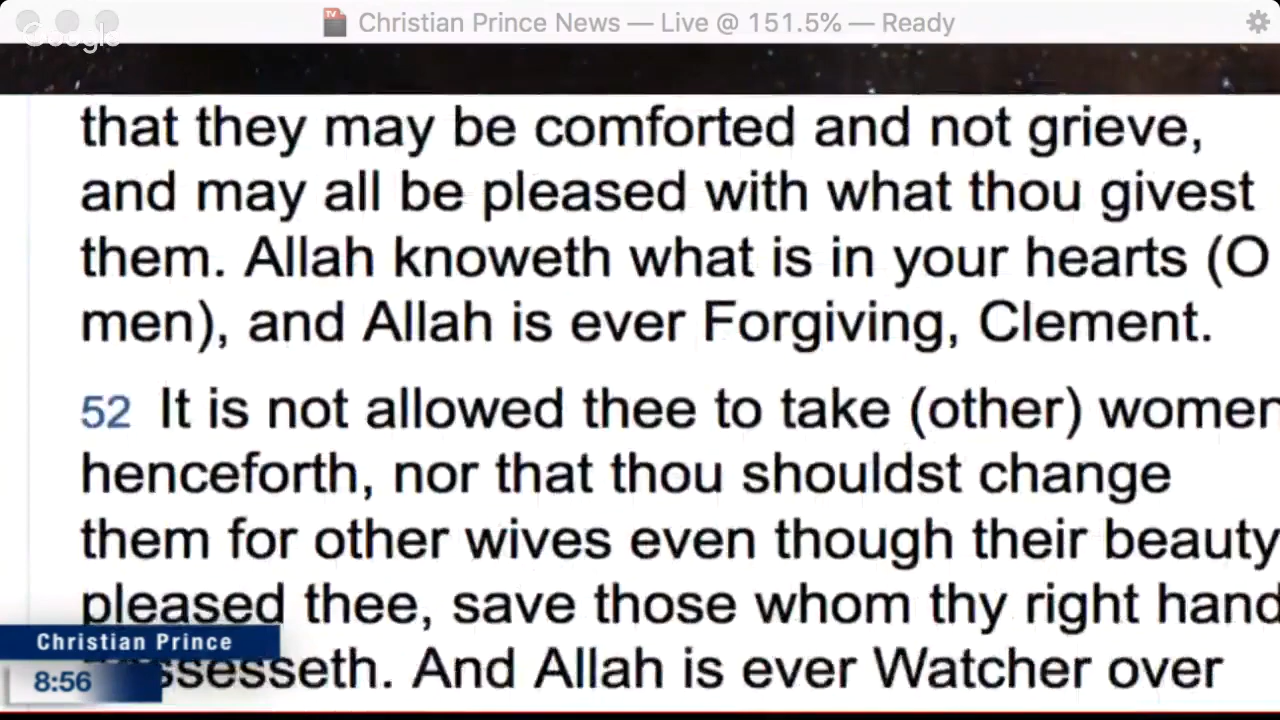 Christian Prince News — Live @ 151.5% — Ready
Google
that they may be comforted and not grieve,
and may all be pleased with what thou givest
them. Allah knoweth what is in your hearts (O
men), and Allah is ever Forgiving, Clement.
52 It is not allowed thee to take (other) women
henceforth, nor that thou shouldst change
them for other wives even though their beauty
pleased thee, save those whom thy right hand
ssesseth. And Allah is ever Watcher over
Christian Prince
8:56